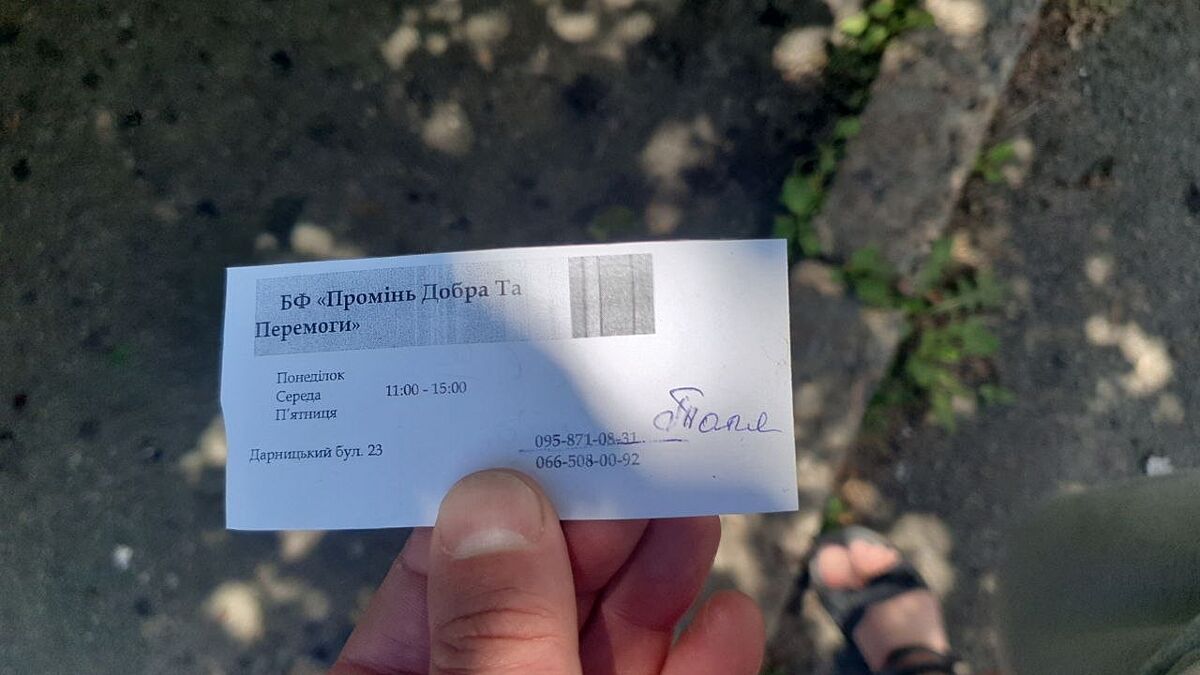 БФ «Промінь Добра Та
Перемоги»
Понеділок
Середа
П'ятниця
11:00 - 15:00
Дарницький бул. 23
095-871-08-31
066-508-00-92